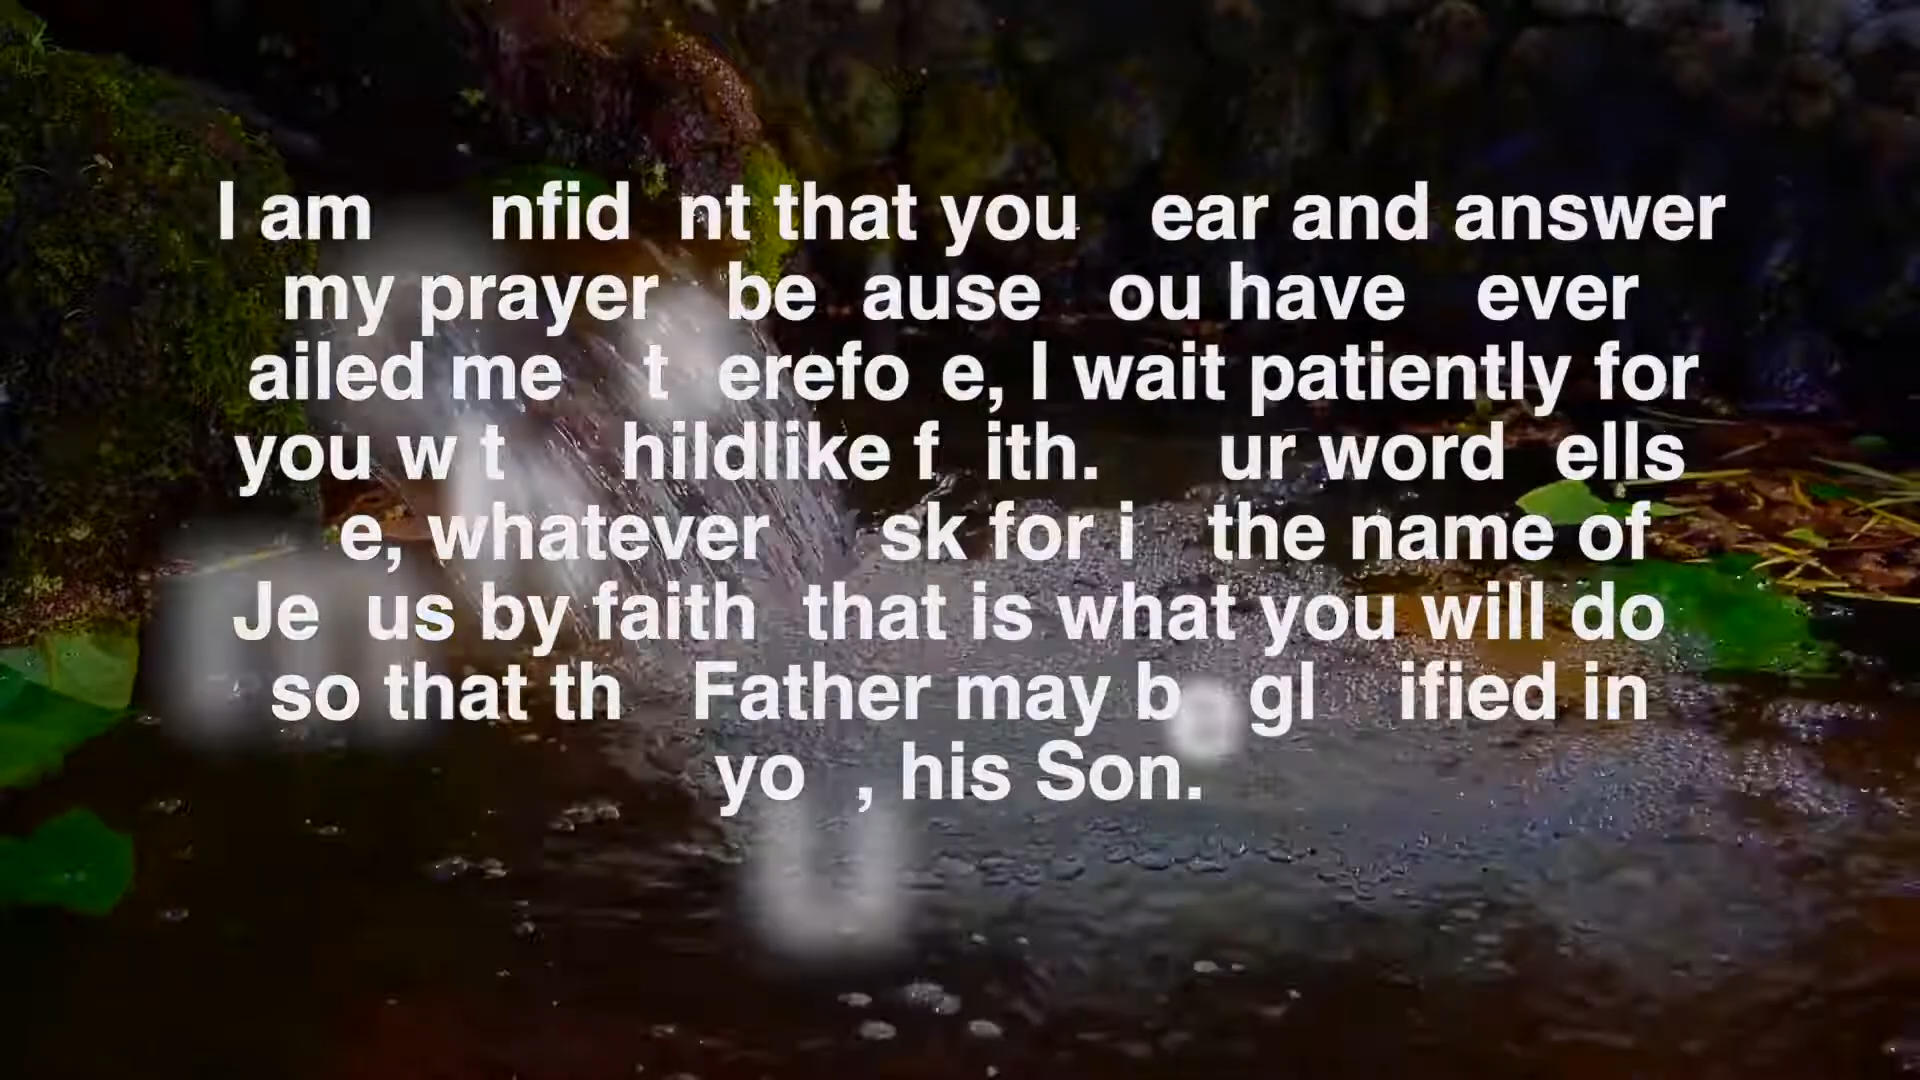 I am nfid nt that you ear and answer
my prayer be ause ou have ever
ailed me t erefo e, I wait patiently for
you w t hildlike f ith. ur word ells
e, whatever sk for i the name of
Je us by faith that is what you will do
so that th Father may b gl ified in
yo , his Son.